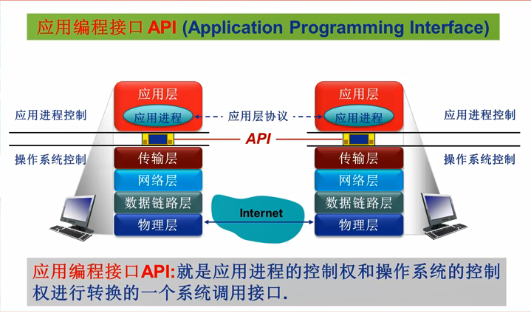 应用编程接口 API (Application Programming Interface)
应用层
应用层
应用进程控制
应用进程
应用层协议
应用进程
应用进程控制
API
操作系统控制
传输层
传输层
操作系统控制
网络层
网络层
数据链路层
Internet
数据链路层
物理层
物理层
应用编程接口API:就是应用进程的控制权和操作系统的控制
权进行转换的一个系统调用接口.